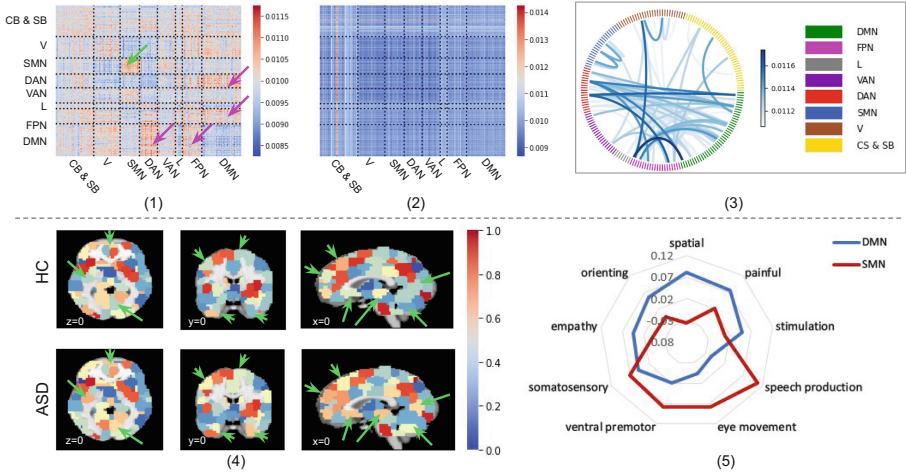 CB & SB
V
SMN
DAN
VAN
L
FPN
DMN
CB & SB
V
SMN
DAN
VAN
L
FPN
DMN
0.0115
0.0110
0.0105
0.0100
0.0095
0.0090
0.0085
(1)
CB & SB
V
SMN
DAN
VAN
L
FPN
DMN
0.014
0.013
0.012
0.011
0.010
0.009
(2)
0.0116
0.0114
0.0112
DMN
FPN
L
VAN
DAN
SMN
V
CS & SB
(3)
HC
z=0
y=0
x=0
ASD
z=0
y=0
x=0
1.0
0.8
0.6
0.4
0.2
0.0
(4)
DMN
SMN
spatial
painful
stimulation
speech production
eye movement
ventral premotor
somatosensory
empathy
orienting
0.12
0.07
0.02
0.08
(5)